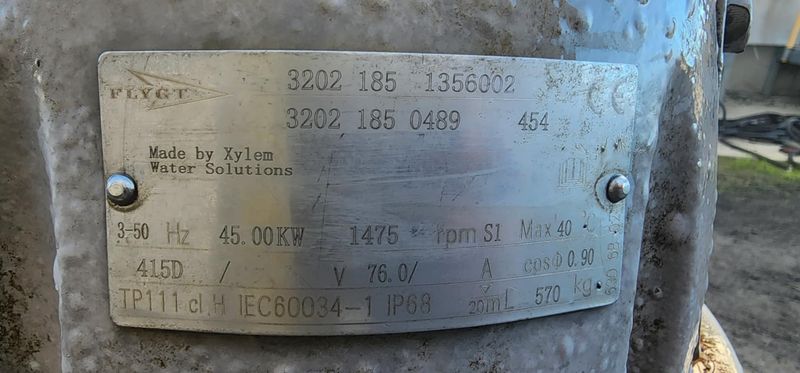 FLYGT 3202 185 1356002
3202 185 0489 454
CE
Made by Xylem
Water Solutions
3~50 Hz 45.00KW 1475 rpm S1 Max 40 °C
415D / V 76.0/ A cosΦ 0.90
TP111 cl.H IEC60034-1 IP68 20m L 570 kg